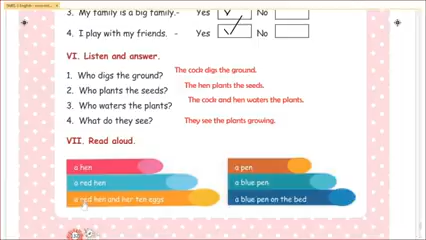 3. My family is a big family.- Yes ✓ No
4. I play with my friends. - Yes ✓ No
VI. Listen and answer.
1. Who digs the ground?
The cock digs the ground.
2. Who plants the seeds?
The hen plants the seeds.
3. Who waters the plants?
The cock and hen waters the plants.
4. What do they see?
They see the plants growing.
VII. Read aloud.
a hen
a red hen
a red hen and her ten eggs
a pen
a blue pen
a blue pen on the bed